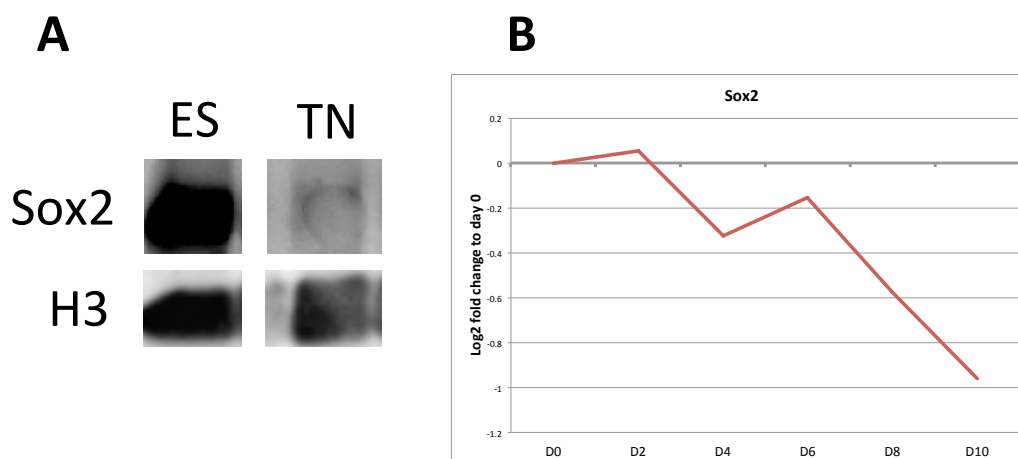 A
B
ES TN
Sox2
H3
Sox2
Log2 fold change to day 0
0.2
0
-0.2
-0.4
-0.6
-0.8
-1
-1.2
D0 D2 D4 D6 D8 D10